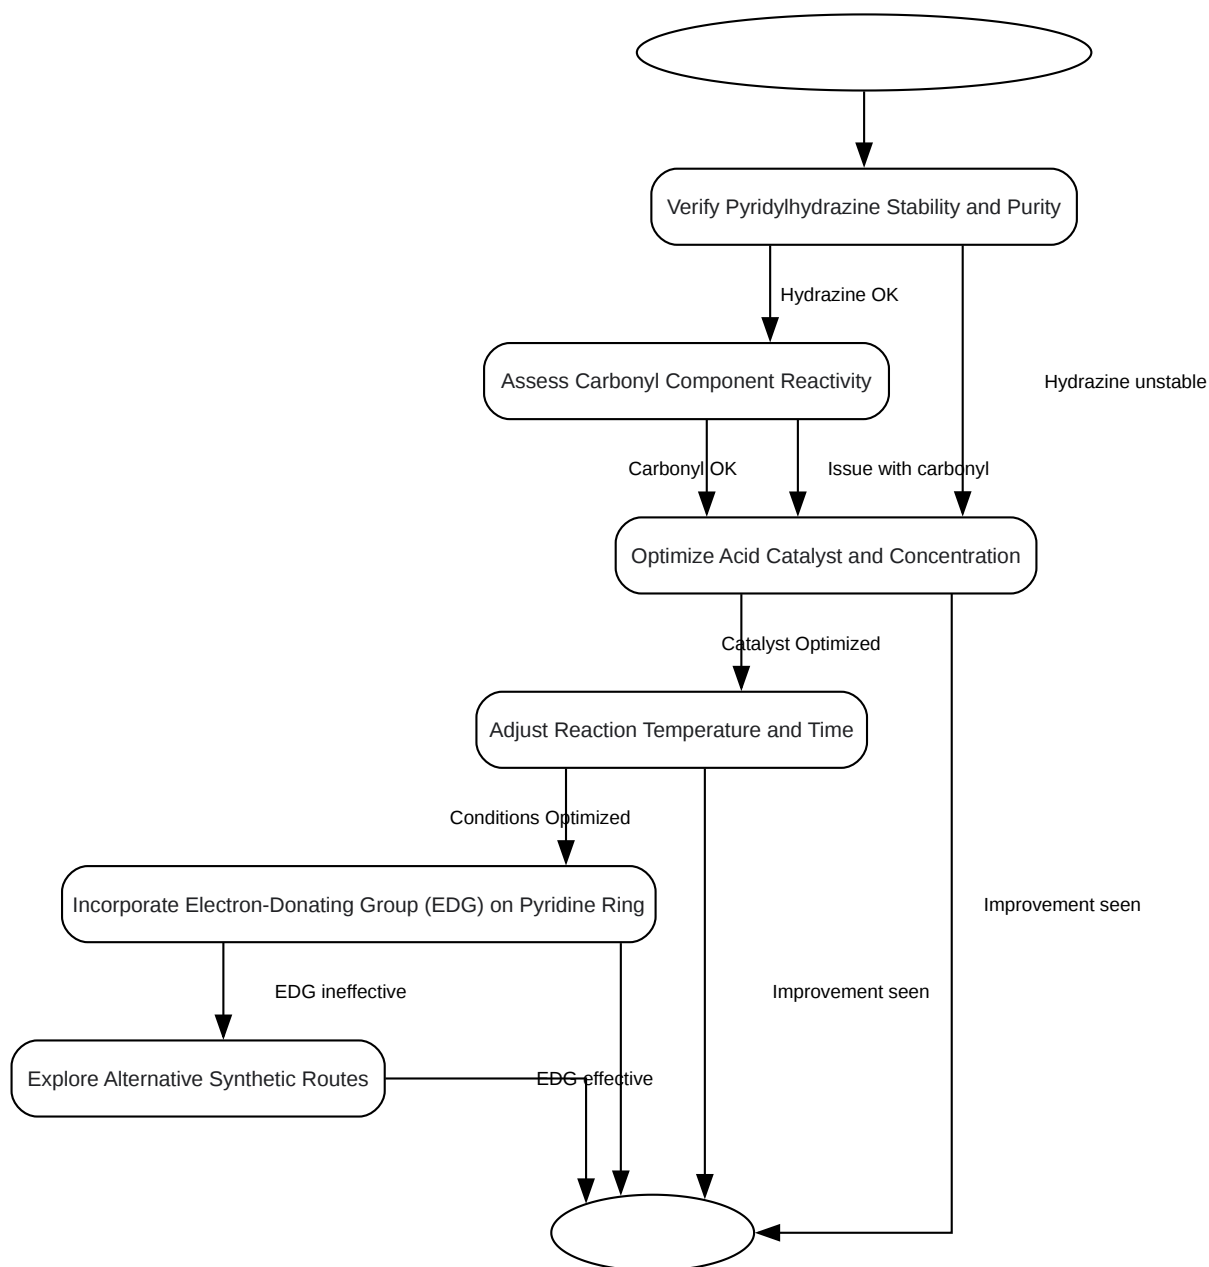 Verify Pyridylhydrazine Stability and Purity
Hydrazine OK
Assess Carbonyl Component Reactivity
Hydrazine unstable
Carbonyl OK
Issue with carbonyl
Optimize Acid Catalyst and Concentration
Catalyst Optimized
Adjust Reaction Temperature and Time
Conditions Optimized
Incorporate Electron-Donating Group (EDG) on Pyridine Ring
Improvement seen
EDG ineffective
Improvement seen
Explore Alternative Synthetic Routes
EDG effective